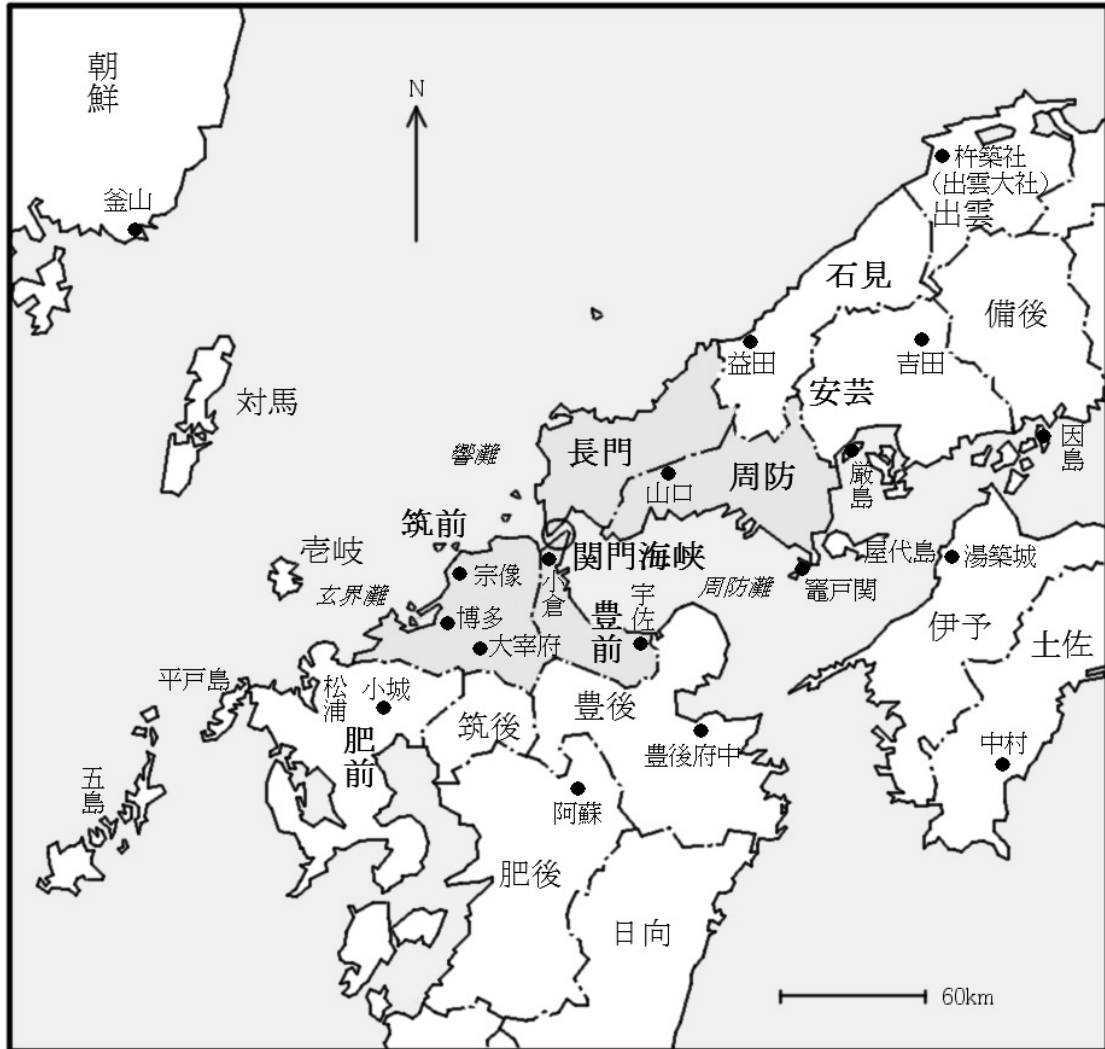 朝鮮
N
釜山
杵築社
(出雲大社)
出雲
石見
備後
益田
吉田
安芸
対馬
因島
響灘
長門
周防
厳島
山口
筑前
壱岐
関門海峡
屋代島
湯築城
宗像
小倉
宇佐
周防灘
竈戸関
玄界灘
博多
豊前
伊予
大宰府
土佐
平戸島
松浦
小城
豊後
筑後
肥前
豊後府中
中村
五島
阿蘇
肥後
日向
60km